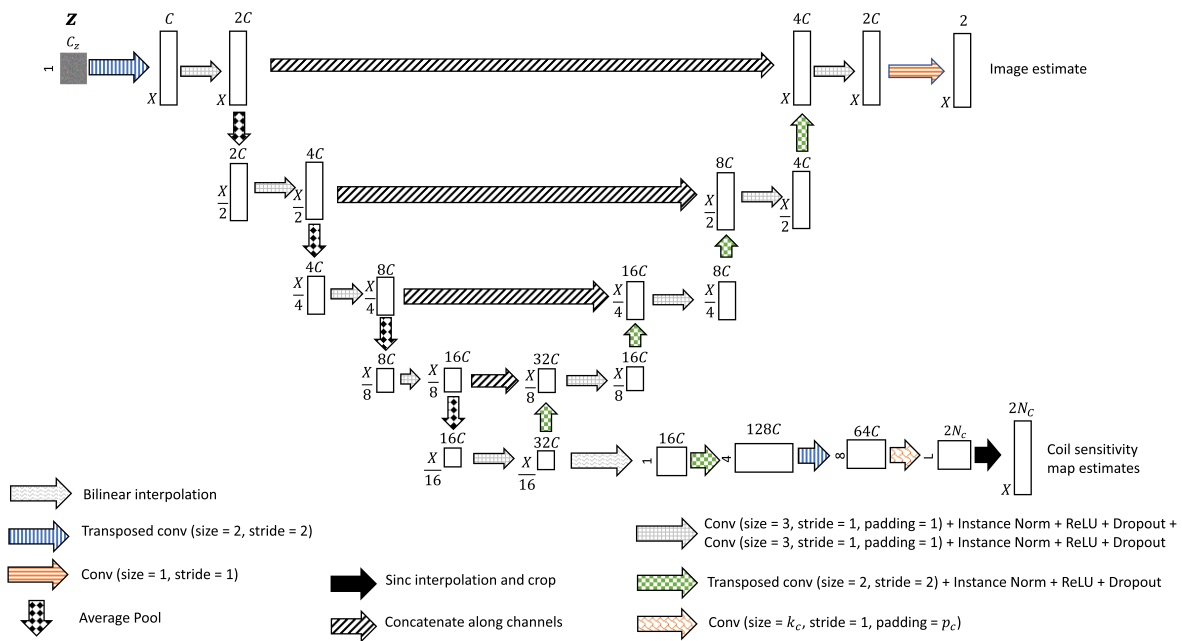 z C 2C 4C 2C 2
C_z
1 Image estimate
X X X X X
2C 4C 8C 4C
X/2 X/2 X/2 X/2
4C 8C 16C 8C
X/4 X/4 X/4 X/4
8C 16C 32C 16C
X/8 X/8 X/8 X/8
2N_C
16C 32C 16C 128C 64C 2N_c
1 4 8 L Coil sensitivity
map estimates
X/16 X/16 X
Bilinear interpolation
Transposed conv (size = 2, stride = 2)
Conv (size = 1, stride = 1)
Average Pool
Sinc interpolation and crop
Concatenate along channels
Conv (size = 3, stride = 1, padding = 1) + Instance Norm + ReLU + Dropout +
Conv (size = 3, stride = 1, padding = 1) + Instance Norm + ReLU + Dropout
Transposed conv (size = 2, stride = 2) + Instance Norm + ReLU + Dropout
Conv (size = k_c, stride = 1, padding = p_c)